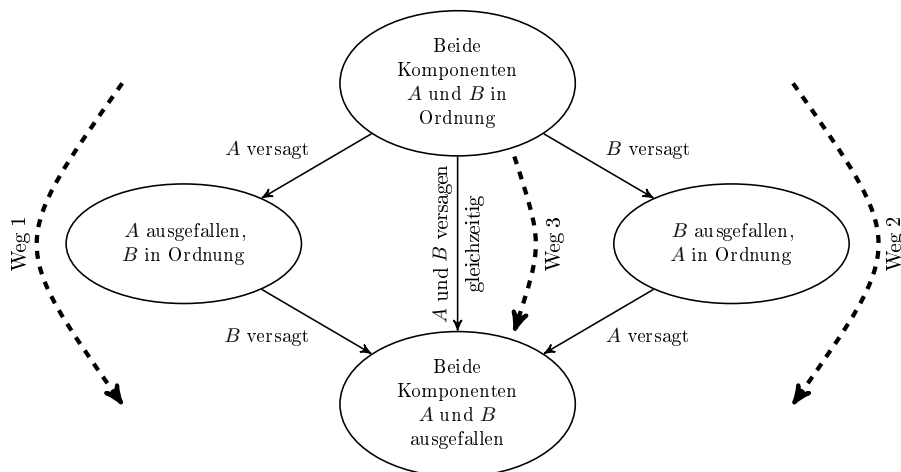 Beide
Komponenten
A und B in
Ordnung
A versagt
B versagt
A und B versagen
gleichzeitig
Weg 1
A ausgefallen,
B in Ordnung
Weg 3
B ausgefallen,
A in Ordnung
Weg 2
B versagt
A versagt
Beide
Komponenten
A und B
ausgefallen